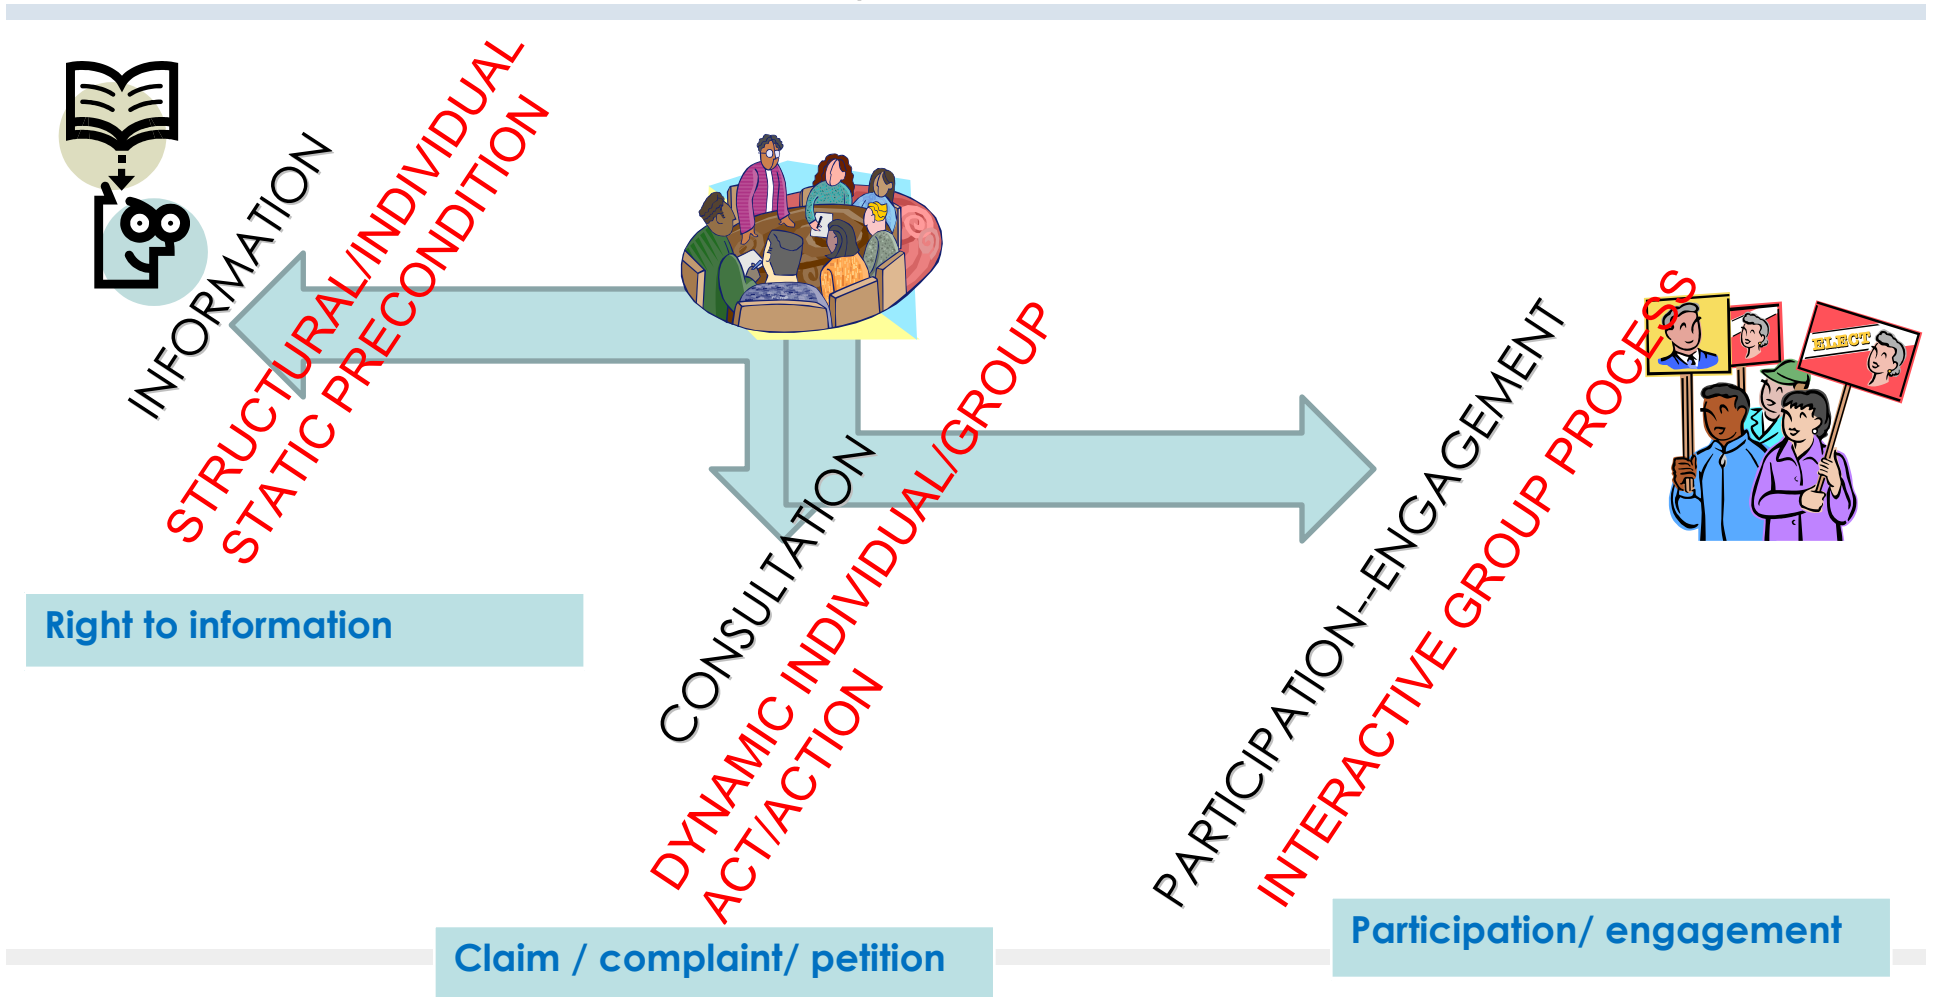 INFORMATION
STRUCTURAL/INDIVIDUAL
STATIC PRECONDITION
Right to information
CONSULTATION
DYNAMIC INDIVIDUAL/GROUP
ACT/ACTION
Claim / complaint/ petition
PARTICIPATION--ENGAGEMENT
INTERACTIVE GROUP PROCESS
ELECT
Participation/ engagement